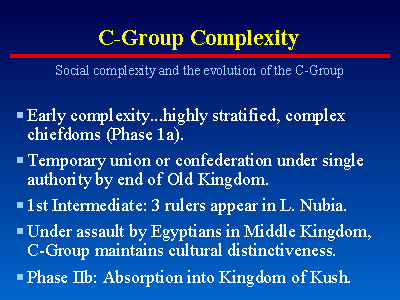 C-Group Complexity
Social complexity and the evolution of the C-Group
Early complexity...highly stratified, complex
chiefdoms (Phase 1a).
Temporary union or confederation under single
authority by end of Old Kingdom.
1st Intermediate: 3 rulers appear in L. Nubia.
Under assault by Egyptians in Middle Kingdom,
C-Group maintains cultural distinctiveness.
Phase IIb: Absorption into Kingdom of Kush.